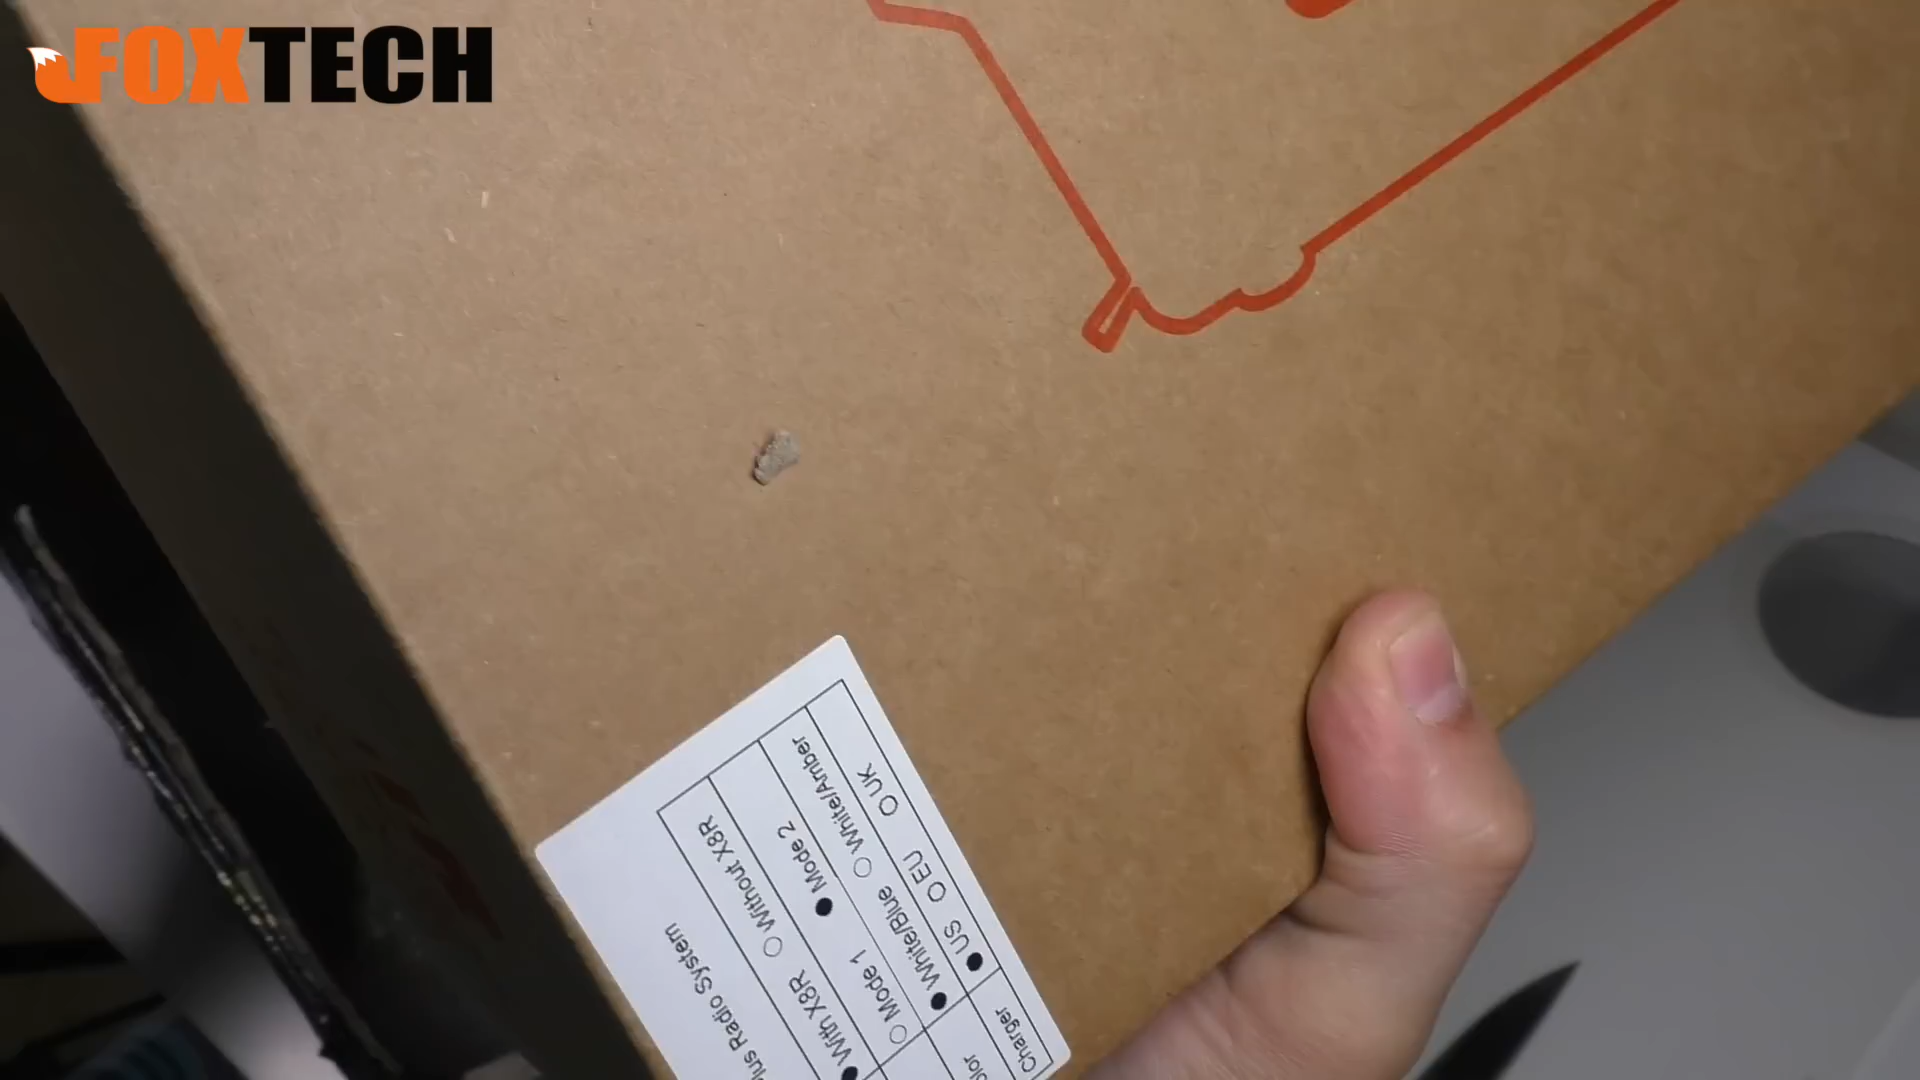 FOXTECH
Radio System
With X8R Without X8R
Mode 1 Mode 2
White/Blue White/Amber
Charger US EU UK